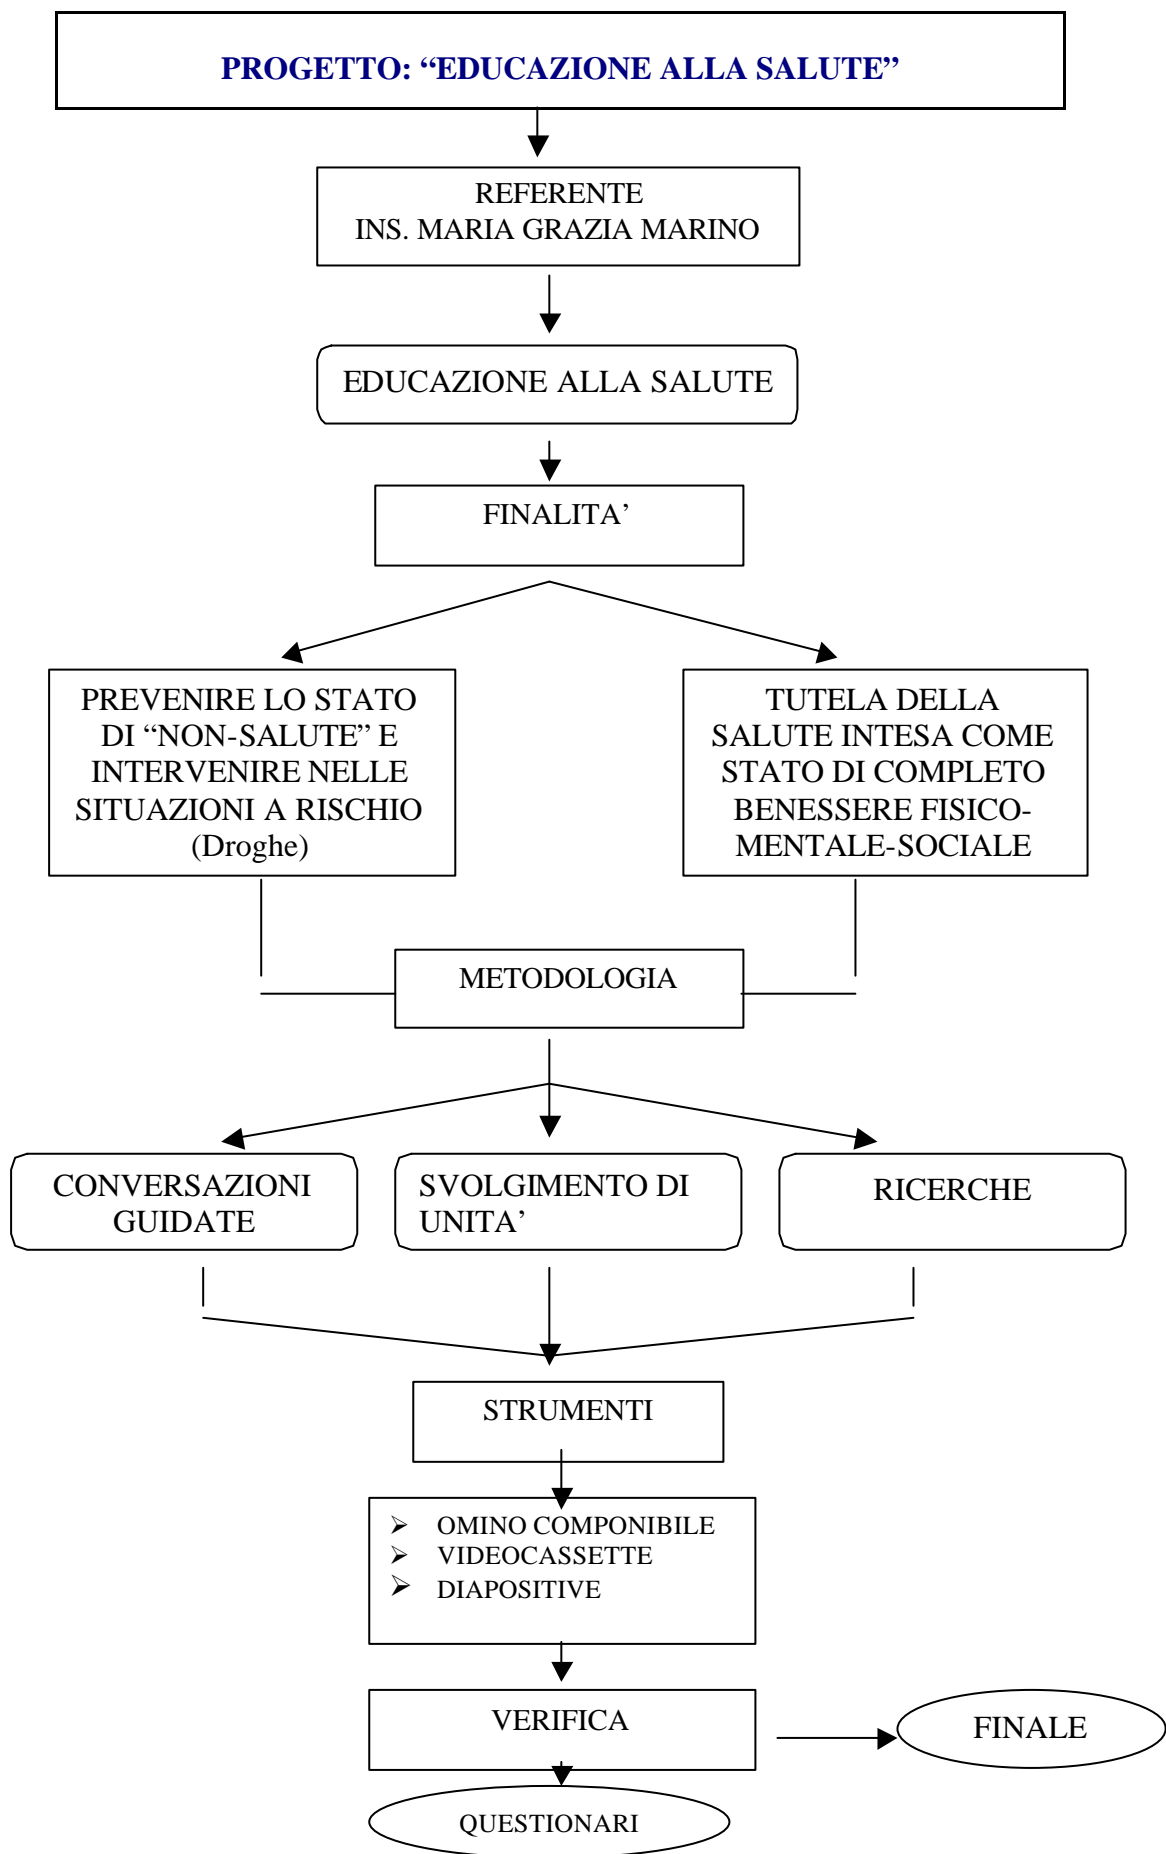 PROGETTO: “EDUCAZIONE ALLA SALUTE”
REFERENTE
INS. MARIA GRAZIA MARINO
EDUCAZIONE ALLA SALUTE
FINALITA’
PREVENIRE LO STATO
DI “NON-SALUTE” E
INTERVENIRE NELLE
SITUAZIONI A RISCHIO
(Droghe)
TUTELA DELLA
SALUTE INTESA COME
STATO DI COMPLETO
BENESSERE FISICO-
MENTALE-SOCIALE
METODOLOGIA
CONVERSAZIONI
GUIDATE
SVOLGIMENTO DI
UNITA’
RICERCHE
STRUMENTI
➢ OMINO COMPONIBILE
➢ VIDEOCASSETTE
➢ DIAPOSITIVE
VERIFICA
FINALE
QUESTIONARI